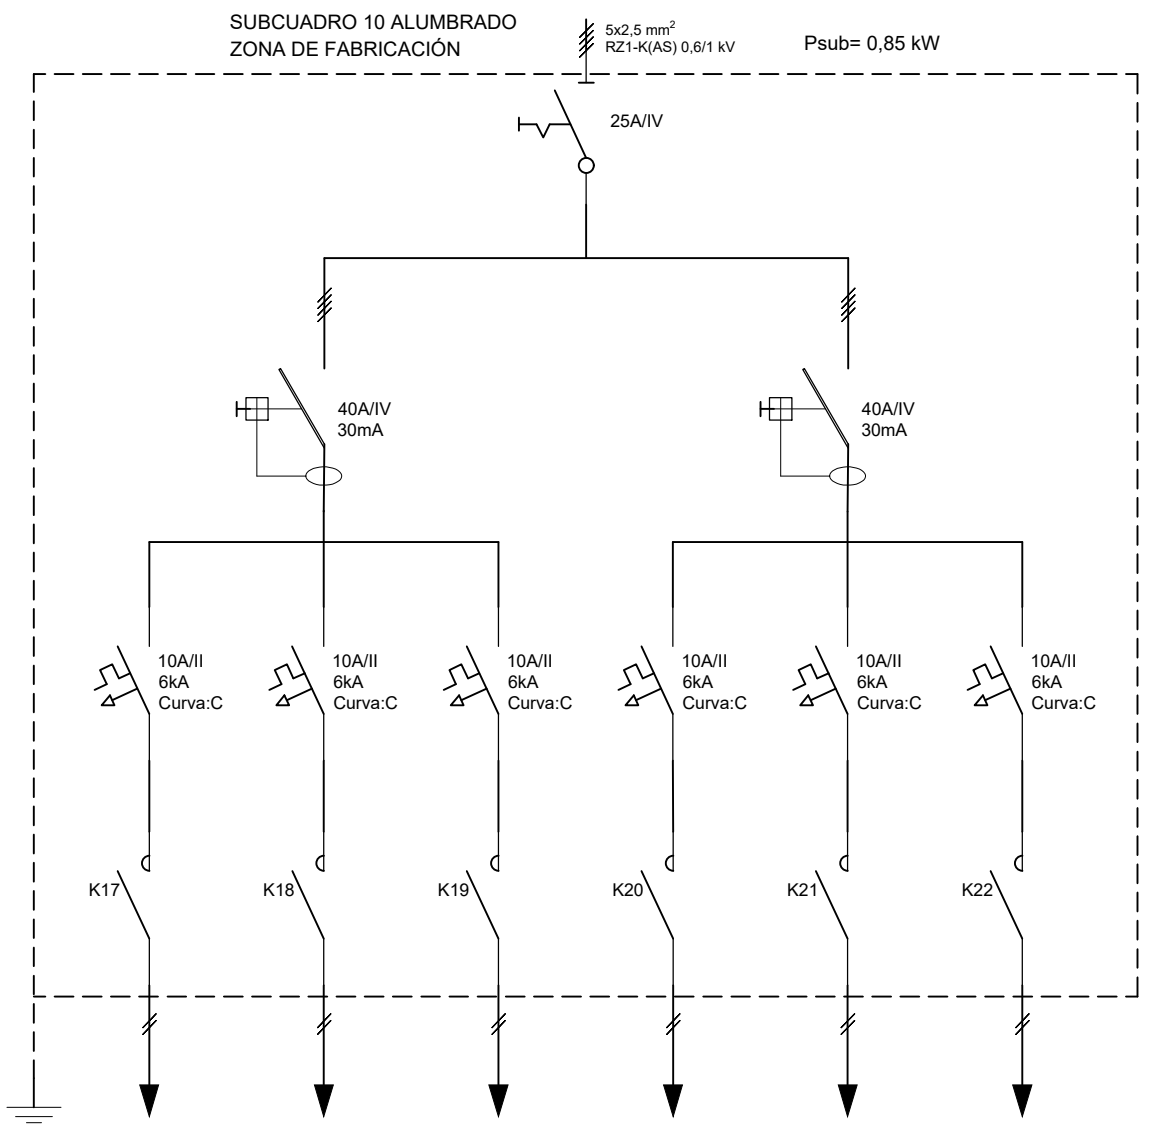 SUBCUADRO 10 ALUMBRADO
ZONA DE FABRICACIÓN
5x2,5 mm²
RZ1-K(AS) 0,6/1 kV
Psub= 0,85 kW
25A/IV
40A/IV
30mA
40A/IV
30mA
10A/II
6kA
Curva:C
10A/II
6kA
Curva:C
10A/II
6kA
Curva:C
10A/II
6kA
Curva:C
10A/II
6kA
Curva:C
10A/II
6kA
Curva:C
K17
K18
K19
K20
K21
K22